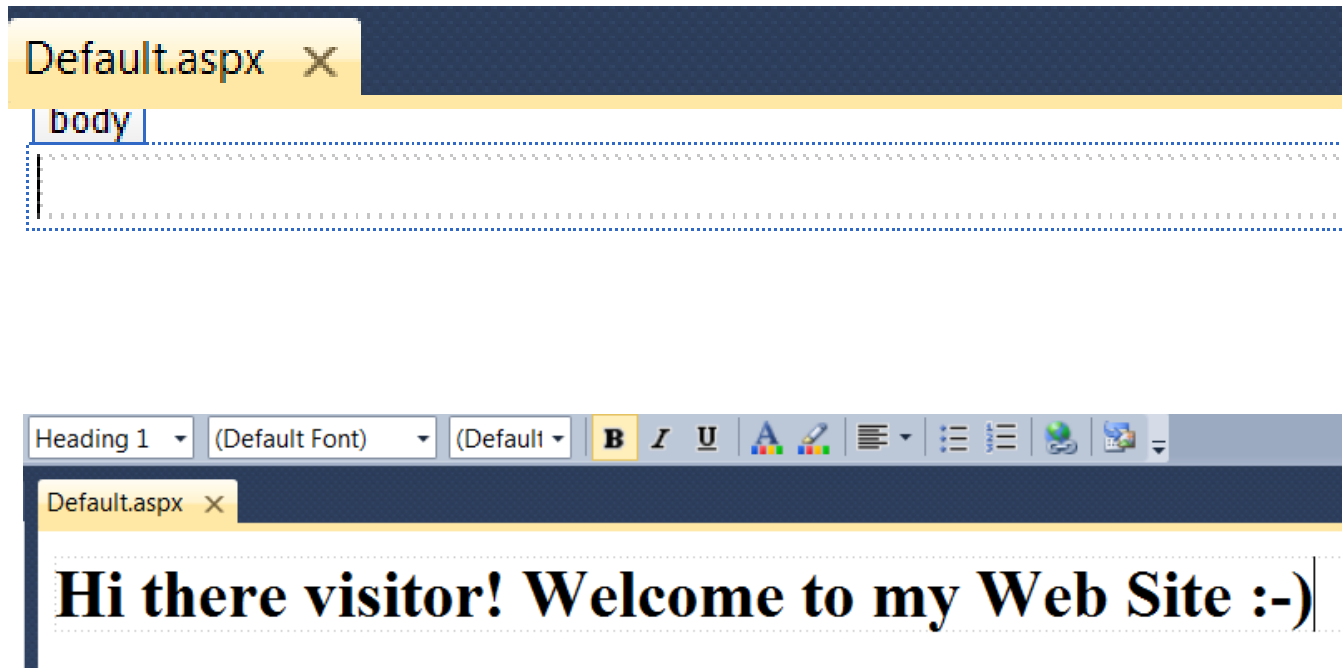 Default.aspx
body
Heading 1 (Default Font) (Default B I U A
Default.aspx
Hi there visitor! Welcome to my Web Site :-)